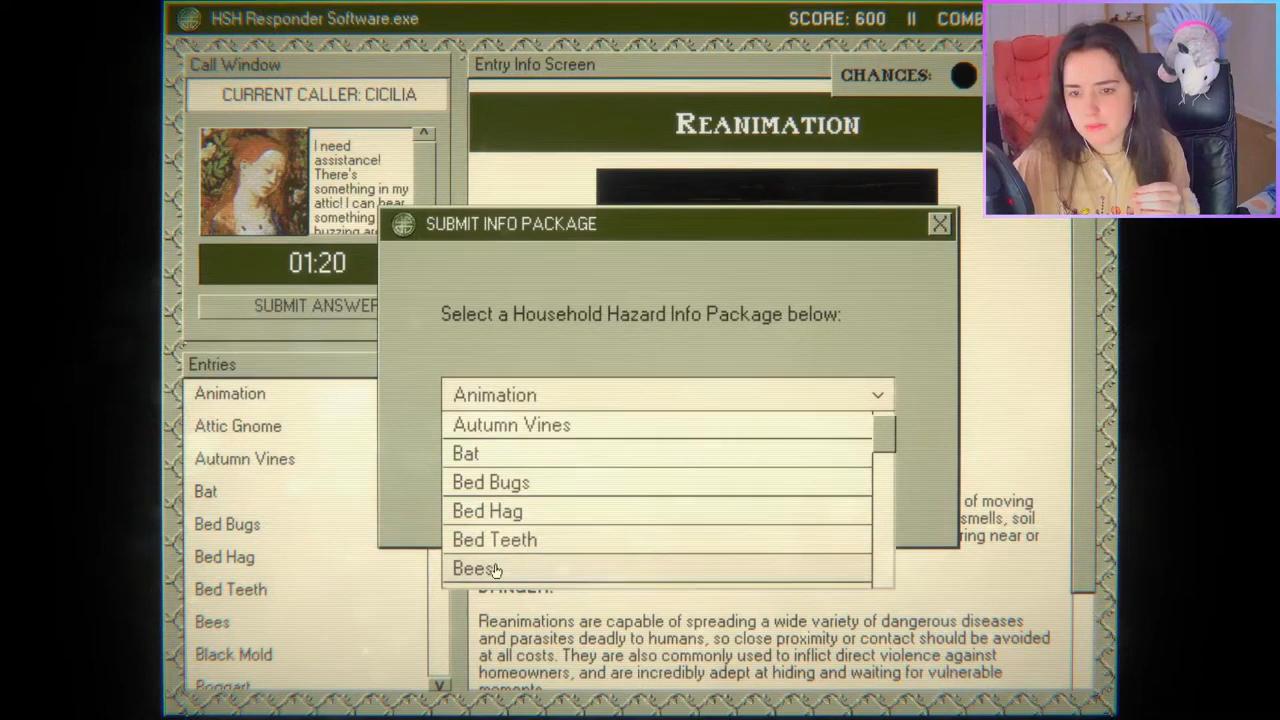 HSH Responder Software.exe
SCORE: 600
II
Call Window
CURRENT CALLER: CICILIA
I need
assistance!
There's
something in my
attic! I can hear
something
01:20
SUBMIT ANSWER
Entries
Animation
Attic Gnome
Autumn Vines
Bat
Bed Bugs
Bed Hag
Bed Teeth
Bees
Black Mold
Entry Info Screen
CHANCES:
REANIMATION
SUBMIT INFO PACKAGE
X
Select a Household Hazard Info Package below:
Animation
Autumn Vines
Bat
Bed Bugs
Bed Hag
Bed Teeth
Bees
of moving
smells, soil
near or
Reanimations are capable of spreading a wide variety of dangerous diseases
and parasites deadly to humans, so close proximity or contact should be avoided
at all costs. They are also commonly used to inflict direct violence against
homeowners, and are incredibly adept at hiding and waiting for vulnerable